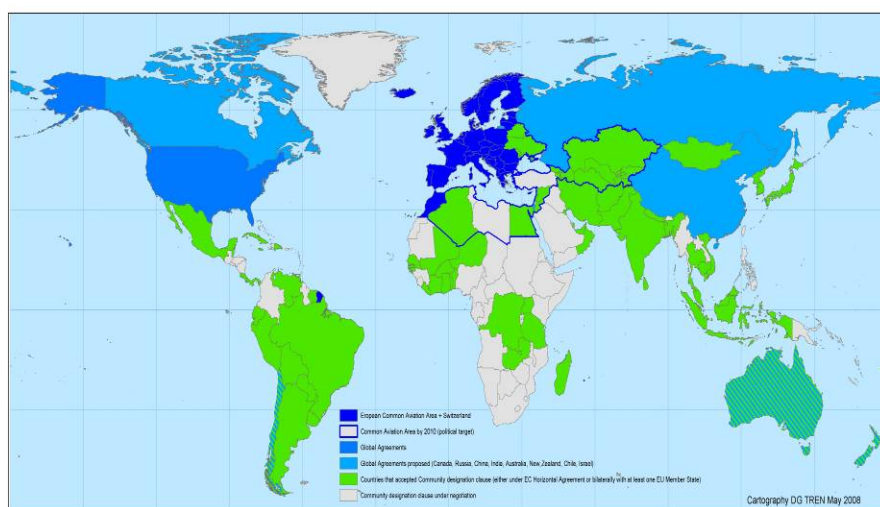 Eropean Common Aviation Area + Switzerland
Common Aviation Area by 2010 (political target)
Global Agreements
Global Agreements proposed (Canada, Russia, China, India, Australia, New Zealand, Chile, Israel)
Countries that accepted Community designation clause (either under EC Horizontal Agreement or bilaterally with at least one EU Member State)
Community designation clause under negotiation
Cartography DG TREN May 2008